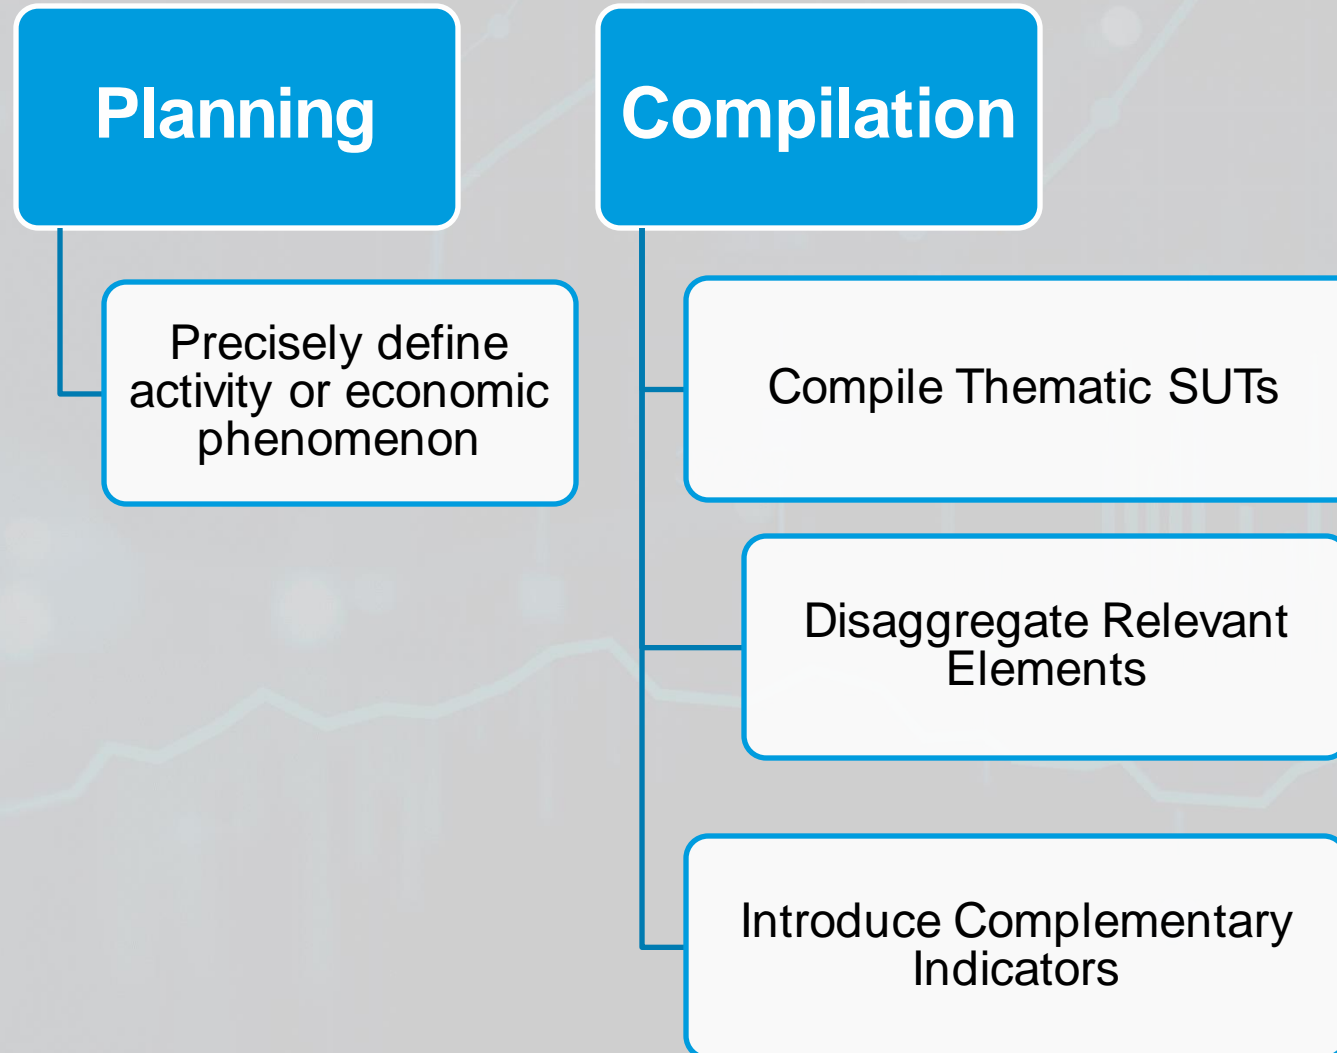 Planning
Precisely define
activity or economic
phenomenon
Compilation
Compile Thematic SUTs
Disaggregate Relevant
Elements
Introduce Complementary
Indicators